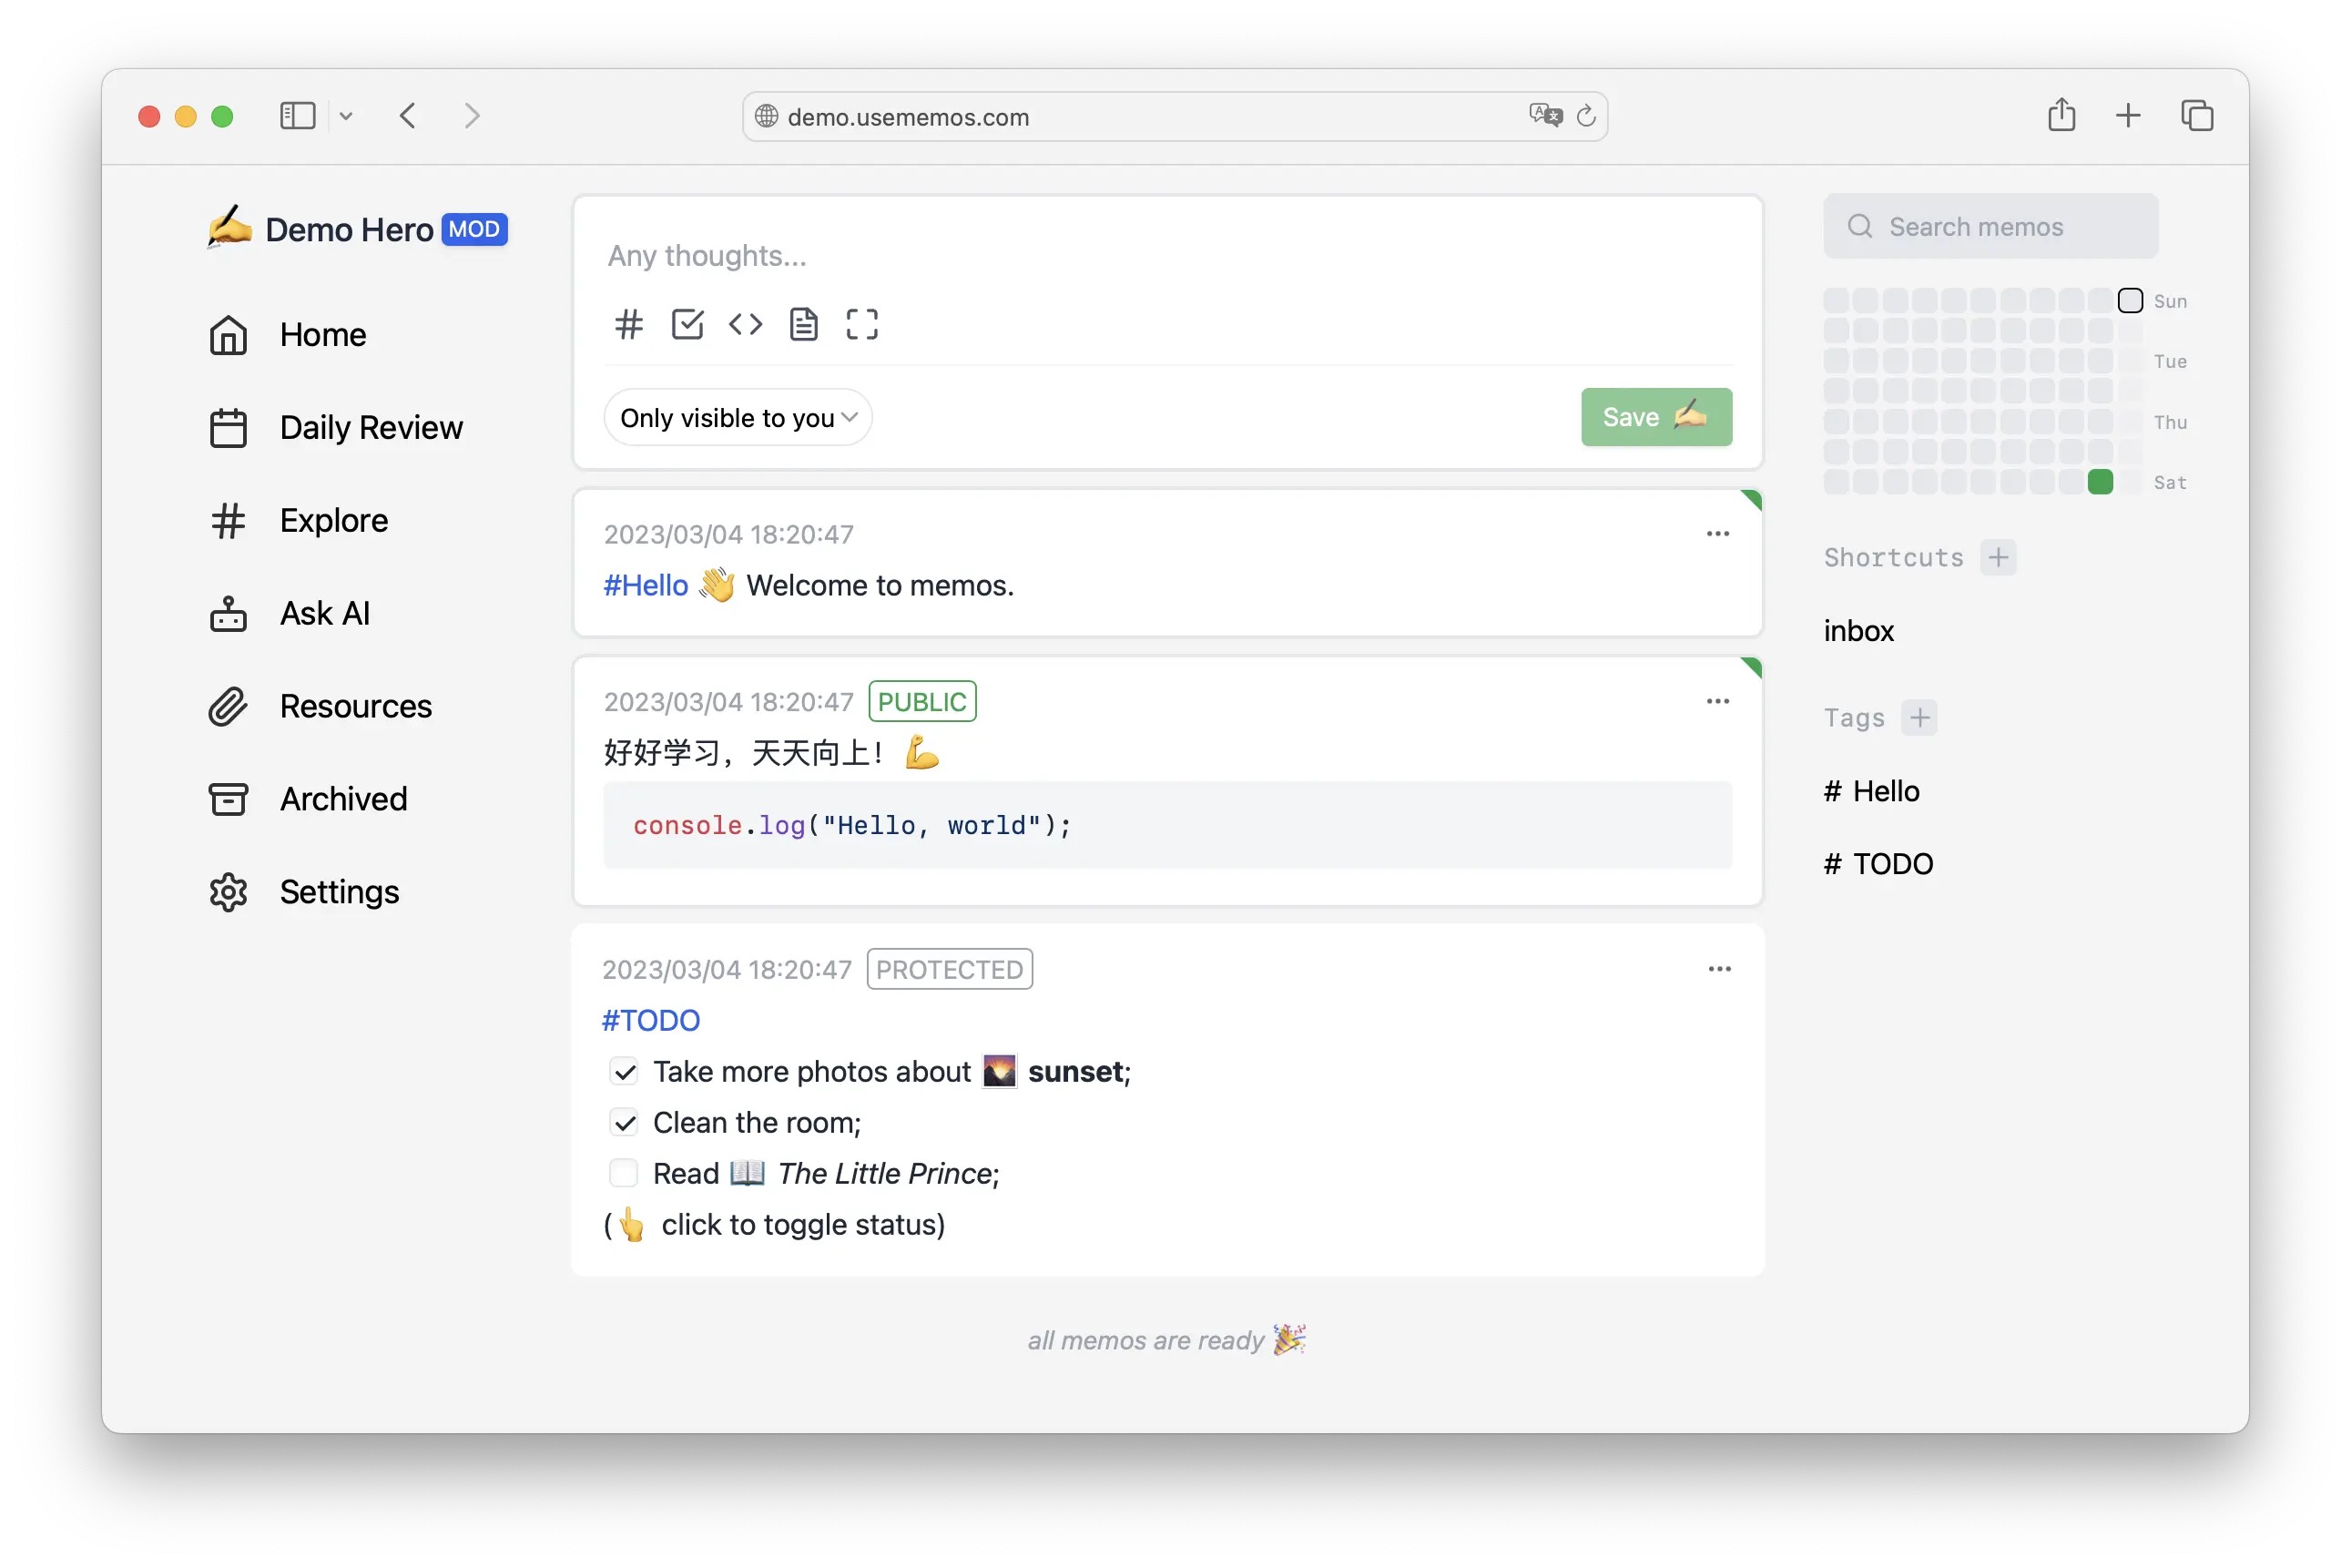 demo.usememos.com
✍️ Demo Hero MOD
Home
Daily Review
Explore
Ask AI
Resources
Archived
Settings
Any thoughts...
Only visible to you
Save ✍️
2023/03/04 18:20:47
#Hello 👋 Welcome to memos.
2023/03/04 18:20:47 PUBLIC
好好学习，天天向上！💪
console.log("Hello, world");
2023/03/04 18:20:47 PROTECTED
#TODO
Take more photos about 🌄 sunset;
Clean the room;
Read 📖 The Little Prince;
(👆 click to toggle status)
all memos are ready 🎉
Search memos
Sun
Tue
Thu
Sat
Shortcuts +
inbox
Tags +
# Hello
# TODO